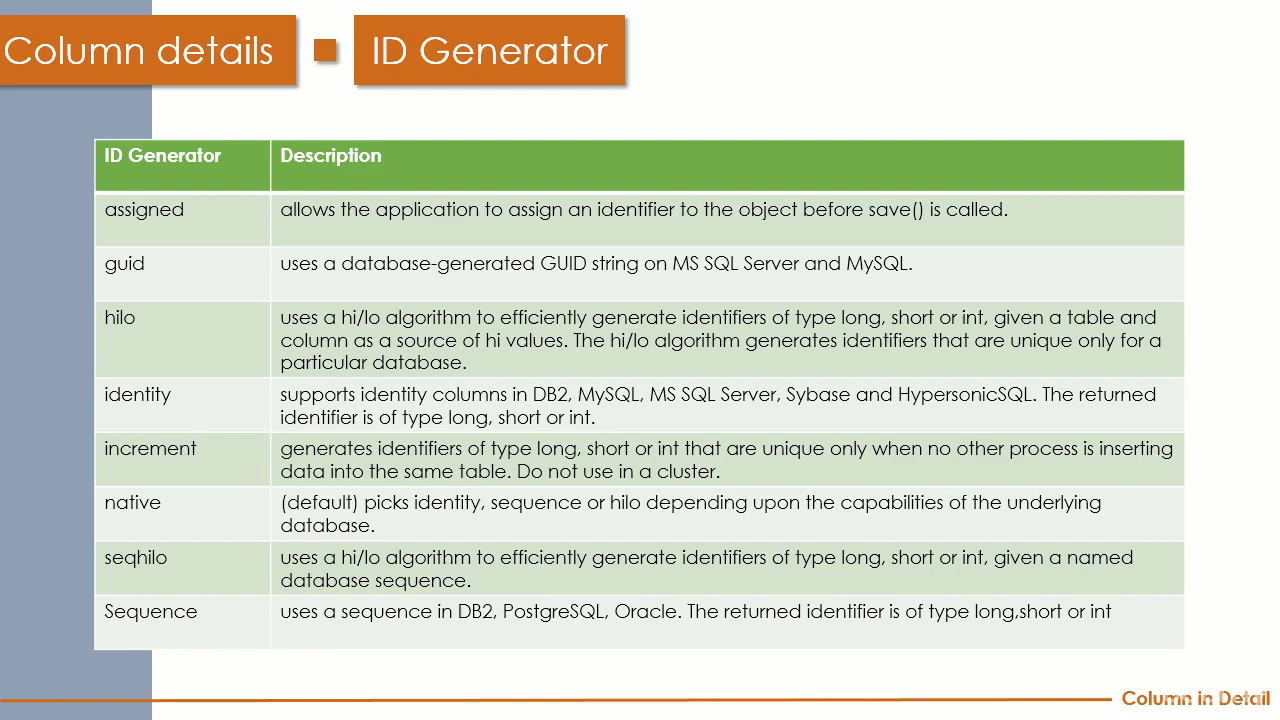 Column details ■ ID Generator
ID Generator Description
assigned allows the application to assign an identifier to the object before save() is called.
guid uses a database-generated GUID string on MS SQL Server and MySQL.
hilo uses a hi/lo algorithm to efficiently generate identifiers of type long, short or int, given a table and
column as a source of hi values. The hi/lo algorithm generates identifiers that are unique only for a
particular database.
identity supports identity columns in DB2, MySQL, MS SQL Server, Sybase and HypersonicSQL. The returned
identifier is of type long, short or int.
increment generates identifiers of type long, short or int that are unique only when no other process is inserting
data into the same table. Do not use in a cluster.
native (default) picks identity, sequence or hilo depending upon the capabilities of the underlying
database.
seqhilo uses a hi/lo algorithm to efficiently generate identifiers of type long, short or int, given a named
database sequence.
Sequence uses a sequence in DB2, PostgreSQL, Oracle. The returned identifier is of type long,short or int
Column in Detail